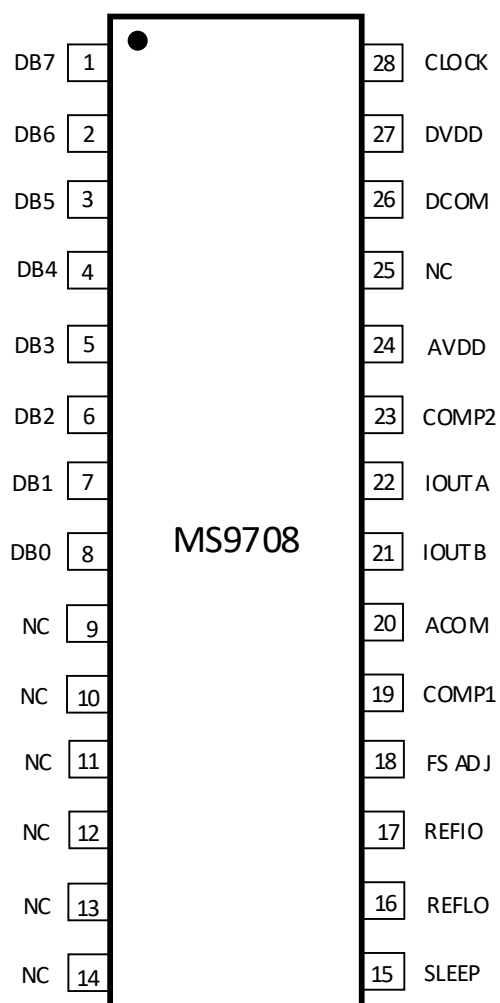 DB7 1 28 CLOCK
DB6 2 27 DVDD
DB5 3 26 DCOM
DB4 4 25 NC
DB3 5 24 AVDD
DB2 6 23 COMP2
DB1 7 22 IOUTA
MS9708
DB0 8 21 IOUTB
NC 9 20 ACOM
NC 10 19 COMP1
NC 11 18 FS ADJ
NC 12 17 REFIO
NC 13 16 REFLO
NC 14 15 SLEEP